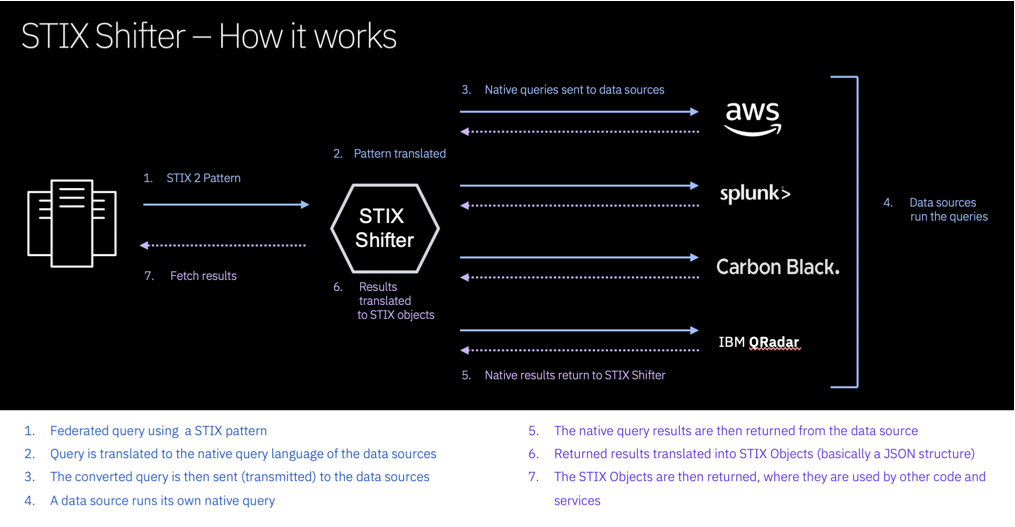 STIX Shifter – How it works
3. Native queries sent to data sources
aws
2. Pattern translated
1. STIX 2 Pattern
splunk>
STIX
Shifter
4. Data sources
run the queries
7. Fetch results
Carbon Black.
6. Results
translated
to STIX objects
IBM QRadar
5. Native results return to STIX Shifter
1. Federated query using a STIX pattern
2. Query is translated to the native query language of the data sources
3. The converted query is then sent (transmitted) to the data sources
4. A data source runs its own native query
5. The native query results are then returned from the data source
6. Returned results translated into STIX Objects (basically a JSON structure)
7. The STIX Objects are then returned, where they are used by other code and
services